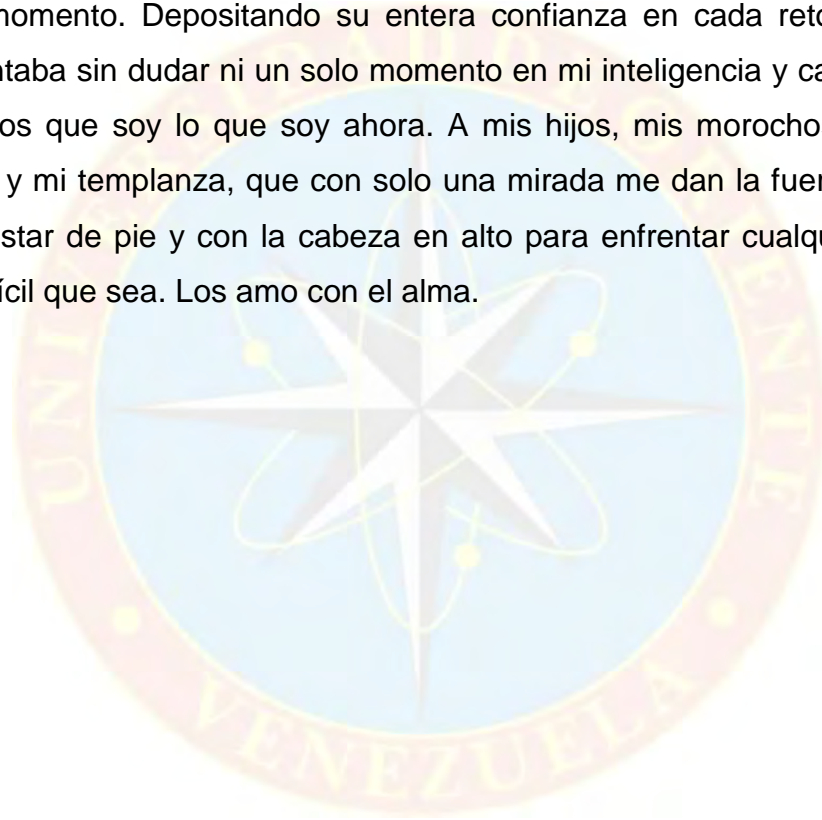 momento. Depositando su entera confianza en cada reto
ntaba sin dudar ni un solo momento en mi inteligencia y ca
os que soy lo que soy ahora. A mis hijos, mis morocho
y mi templanza, que con solo una mirada me dan la fuer
star de pie y con la cabeza en alto para enfrentar cualqu
ícil que sea. Los amo con el alma.
UNIVERSIDAD DE ORIENTE
VENEZUELA